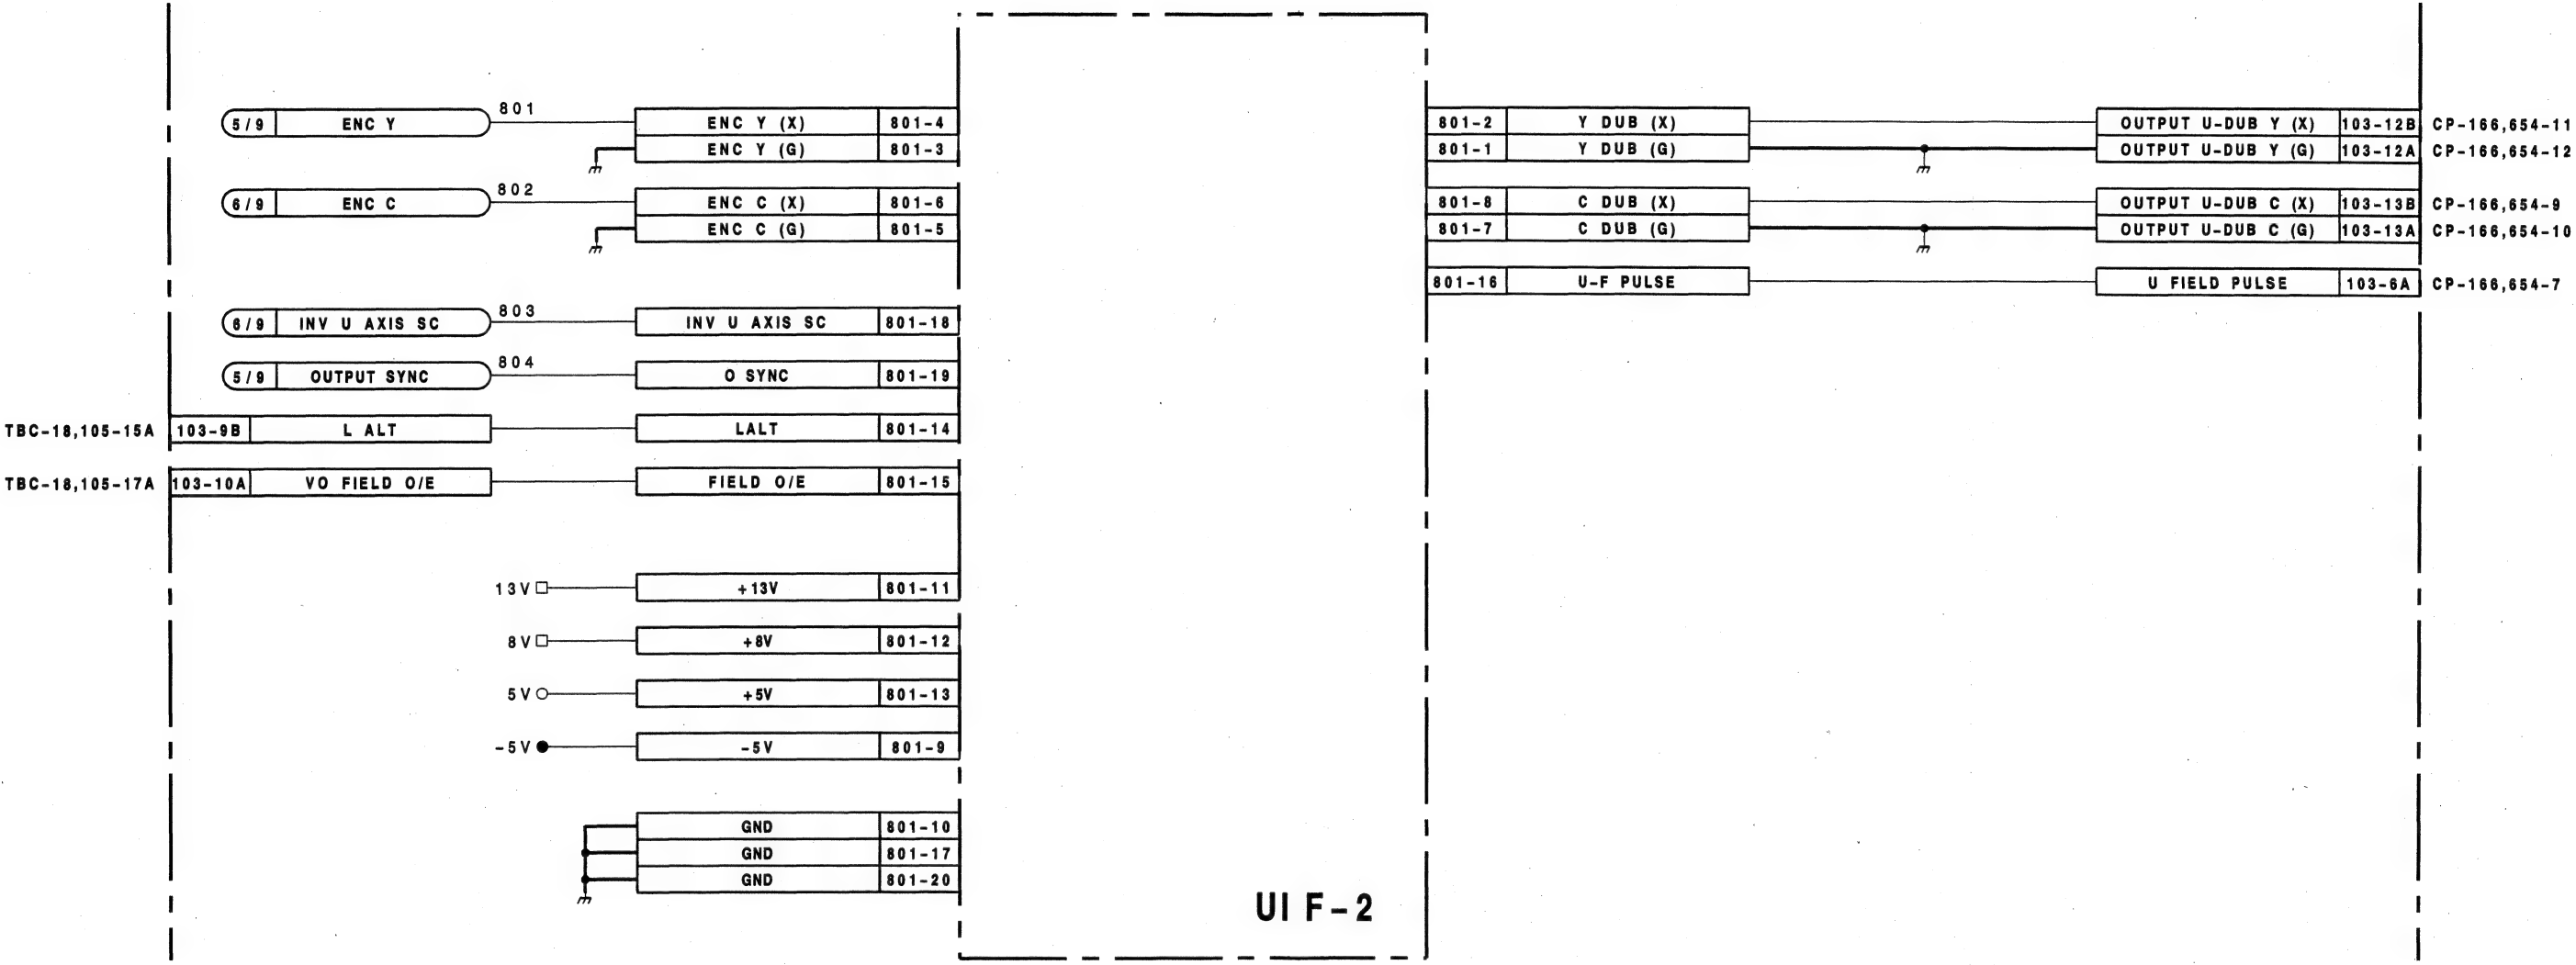 5/9 ENC Y 801 ENC Y (X) 801-4 801-2 Y DUB (X) OUTPUT U-DUB Y (X) 103-12B CP-166,654-11
ENC Y (G) 801-3 801-1 Y DUB (G) OUTPUT U-DUB Y (G) 103-12A CP-166,654-12
6/9 ENC C 802 ENC C (X) 801-6 801-8 C DUB (X) OUTPUT U-DUB C (X) 103-13B CP-166,654-9
ENC C (G) 801-5 801-7 C DUB (G) OUTPUT U-DUB C (G) 103-13A CP-166,654-10
801-16 U-F PULSE U FIELD PULSE 103-6A CP-166,654-7
6/9 INV U AXIS SC 803 INV U AXIS SC 801-18
5/9 OUTPUT SYNC 804 O SYNC 801-19
TBC-18,105-15A 103-9B L ALT LALT 801-14
TBC-18,105-17A 103-10A VO FIELD O/E FIELD O/E 801-15
13V +13V 801-11
8V +8V 801-12
5V +5V 801-13
-5V -5V 801-9
GND 801-10
GND 801-17
GND 801-20
UIF-2